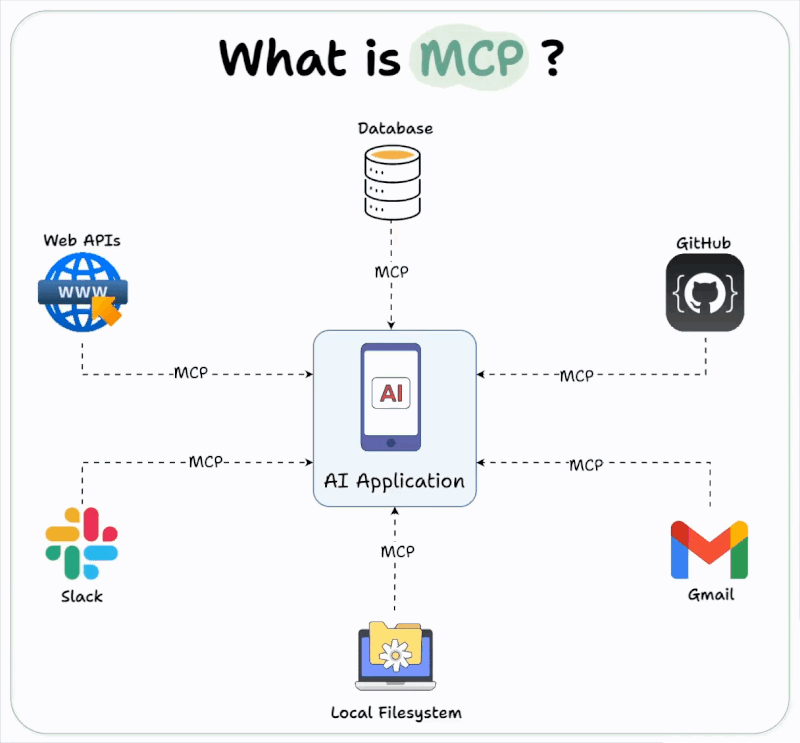 What is MCP ?
Database
Web APIs
GitHub
WWW
MCP
MCP
MCP
AI
AI Application
MCP
MCP
MCP
Slack
Gmail
Local Filesystem